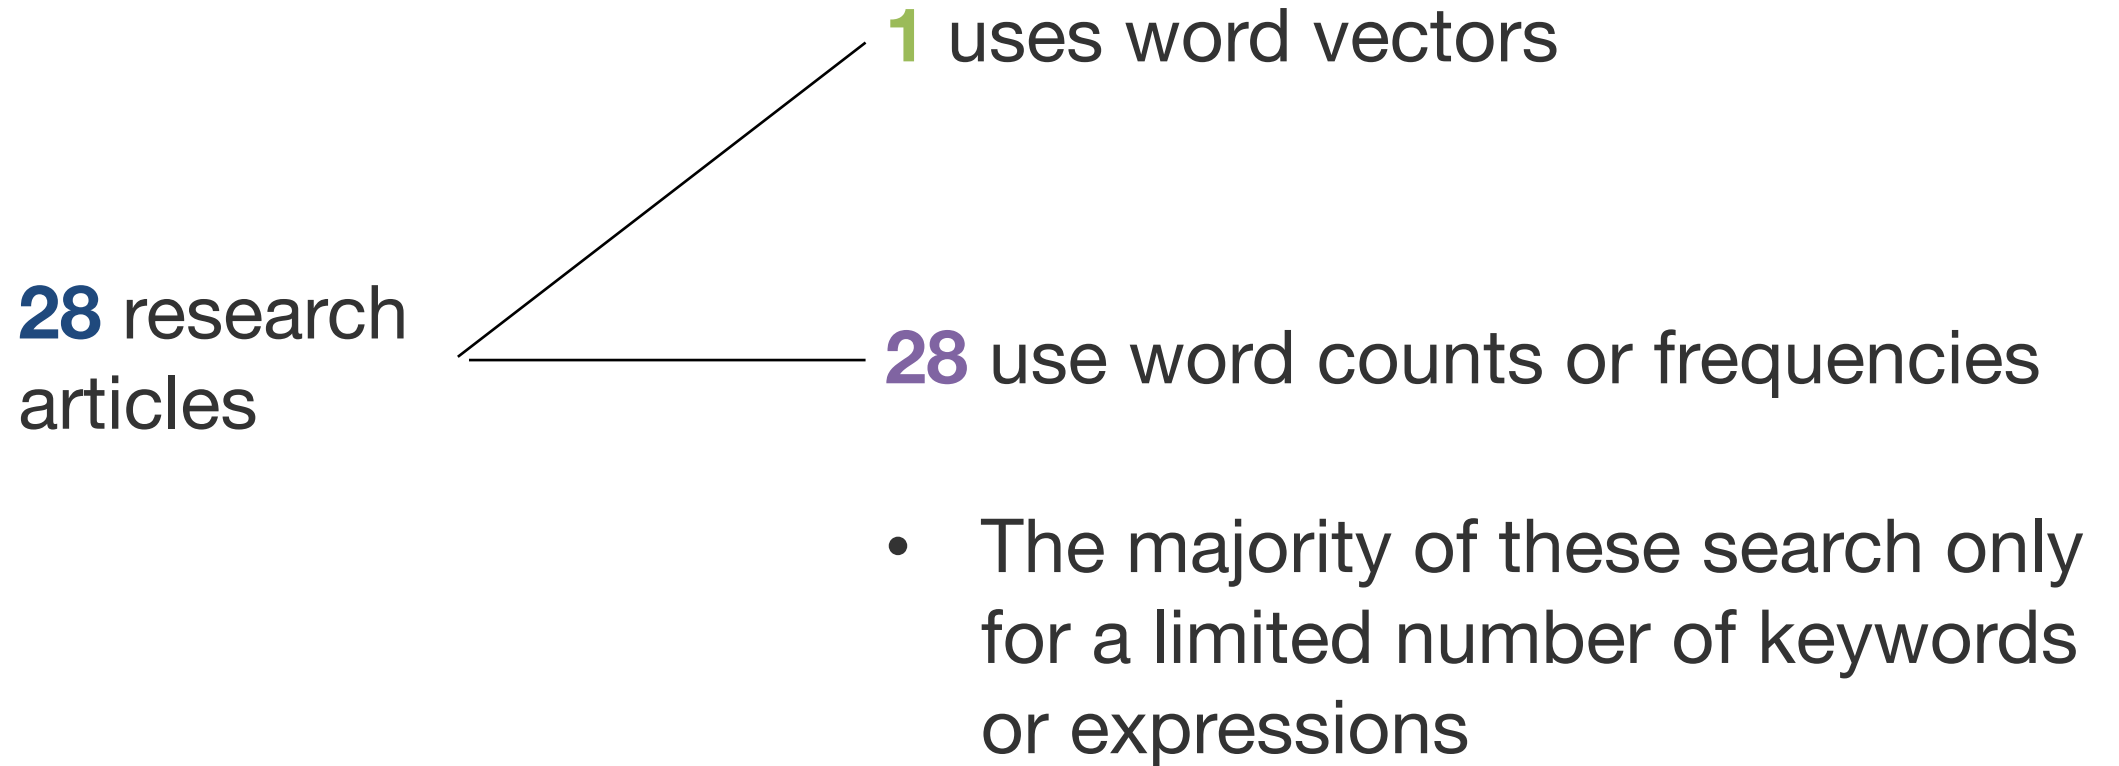 1 uses word vectors
28 research
articles
28 use word counts or frequencies
• The majority of these search only
for a limited number of keywords
or expressions